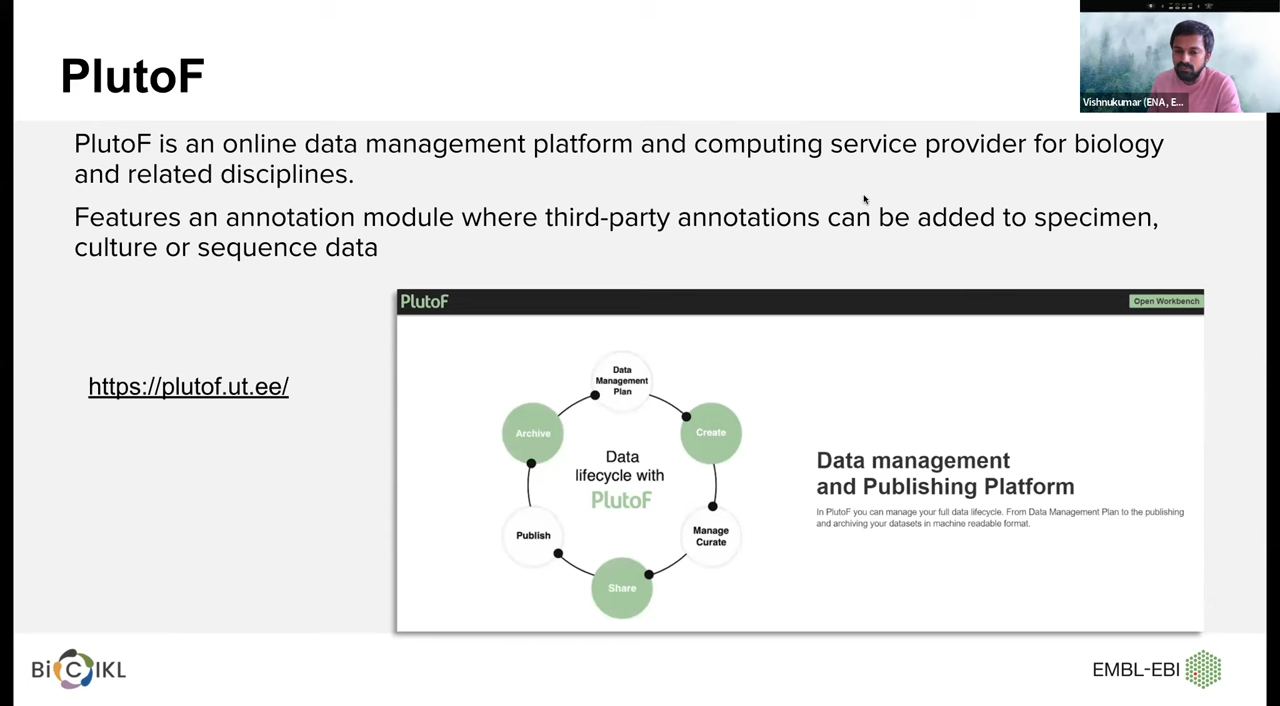 PlutoF
Vishnukumar (ENA, E...
PlutoF is an online data management platform and computing service provider for biology
and related disciplines.
Features an annotation module where third-party annotations can be added to specimen,
culture or sequence data
https://plutof.ut.ee/
PlutoF
Open Workbench
Data
Management
Plan
Archive
Create
Data
lifecycle with
PlutoF
Publish
Manage
Curate
Share
Data management
and Publishing Platform
In PlutoF you can manage your full data lifecycle. From Data Management Plan to the publishing
and archiving your datasets in machine readable format.
BiCIKL
EMBL-EBI